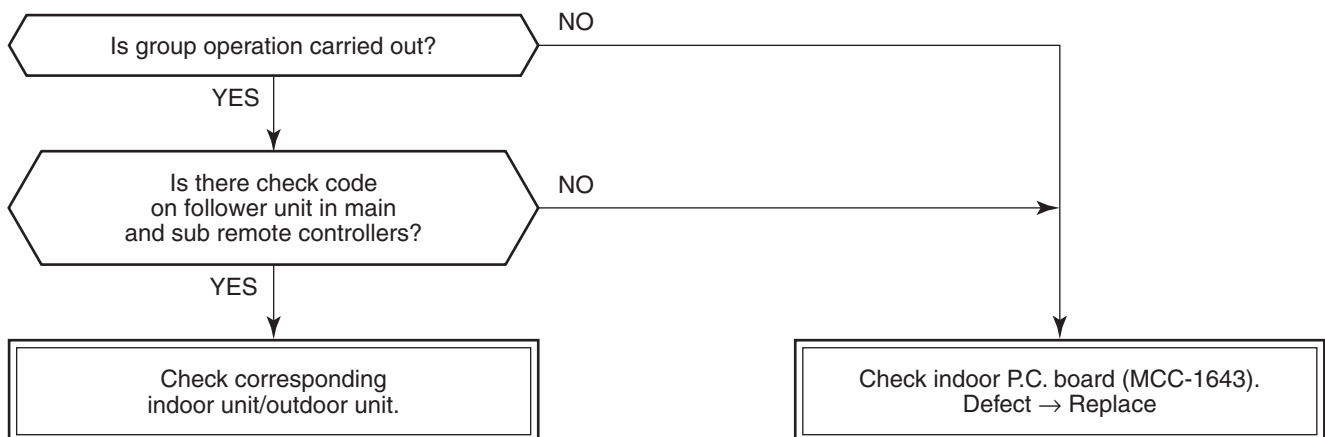 Is group operation carried out?
NO
YES
Is there check code
on follower unit in main
and sub remote controllers?
NO
YES
Check corresponding
indoor unit/outdoor unit.
Check indoor P.C. board (MCC-1643).
Defect → Replace